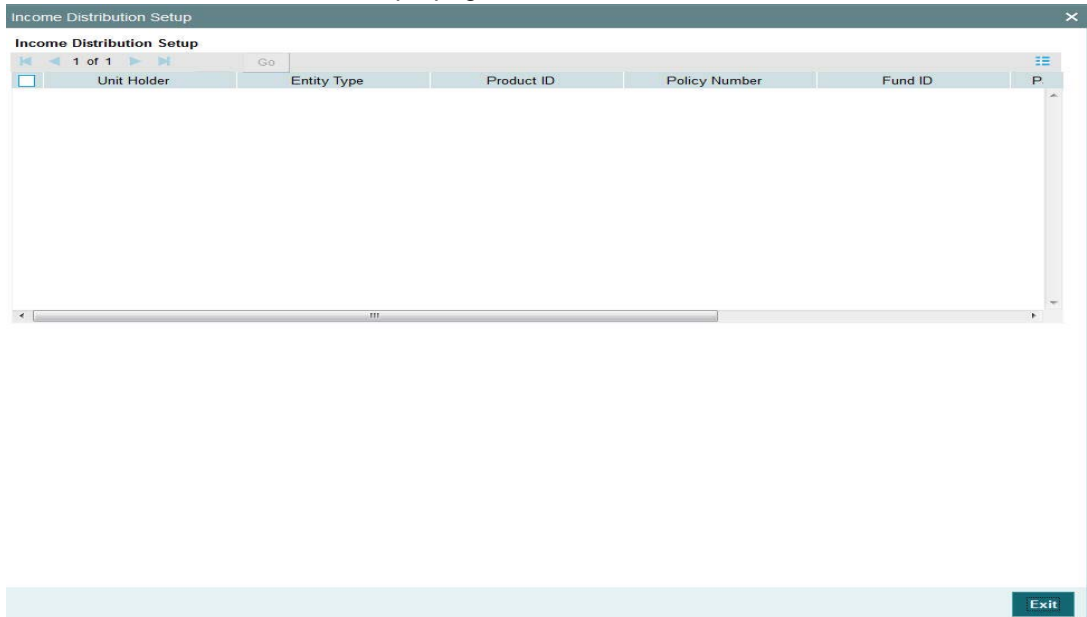 Income Distribution Setup
Income Distribution Setup
1 of 1 Go
Unit Holder Entity Type Product ID Policy Number Fund ID P
Exit